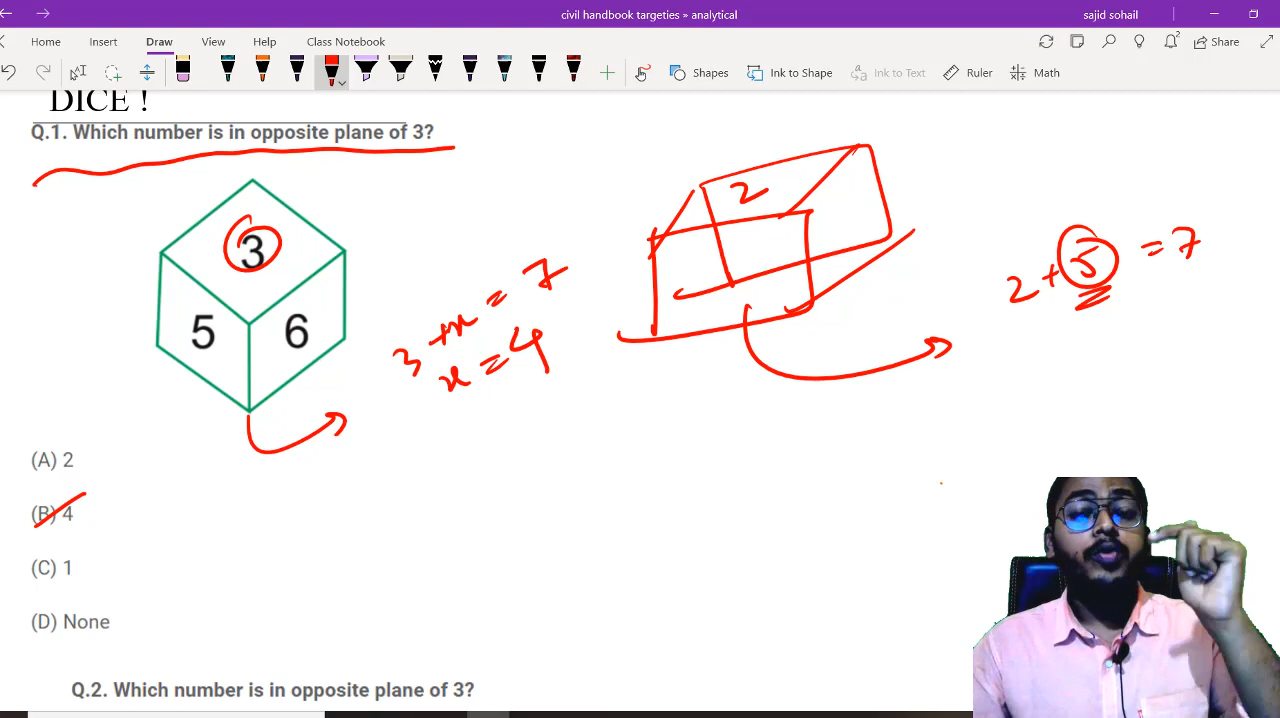 civil handbook targeties » analytical
sajid sohail
Home Insert Draw View Help Class Notebook
Share
Shapes Ink to Shape Ink to Text Ruler Math
DICE !
Q.1. Which number is in opposite plane of 3?
3
5 6
3 + x = 7
x = 4
2
2 + 5 = 7
(A) 2
(B) 4
(C) 1
(D) None
Q.2. Which number is in opposite plane of 3?